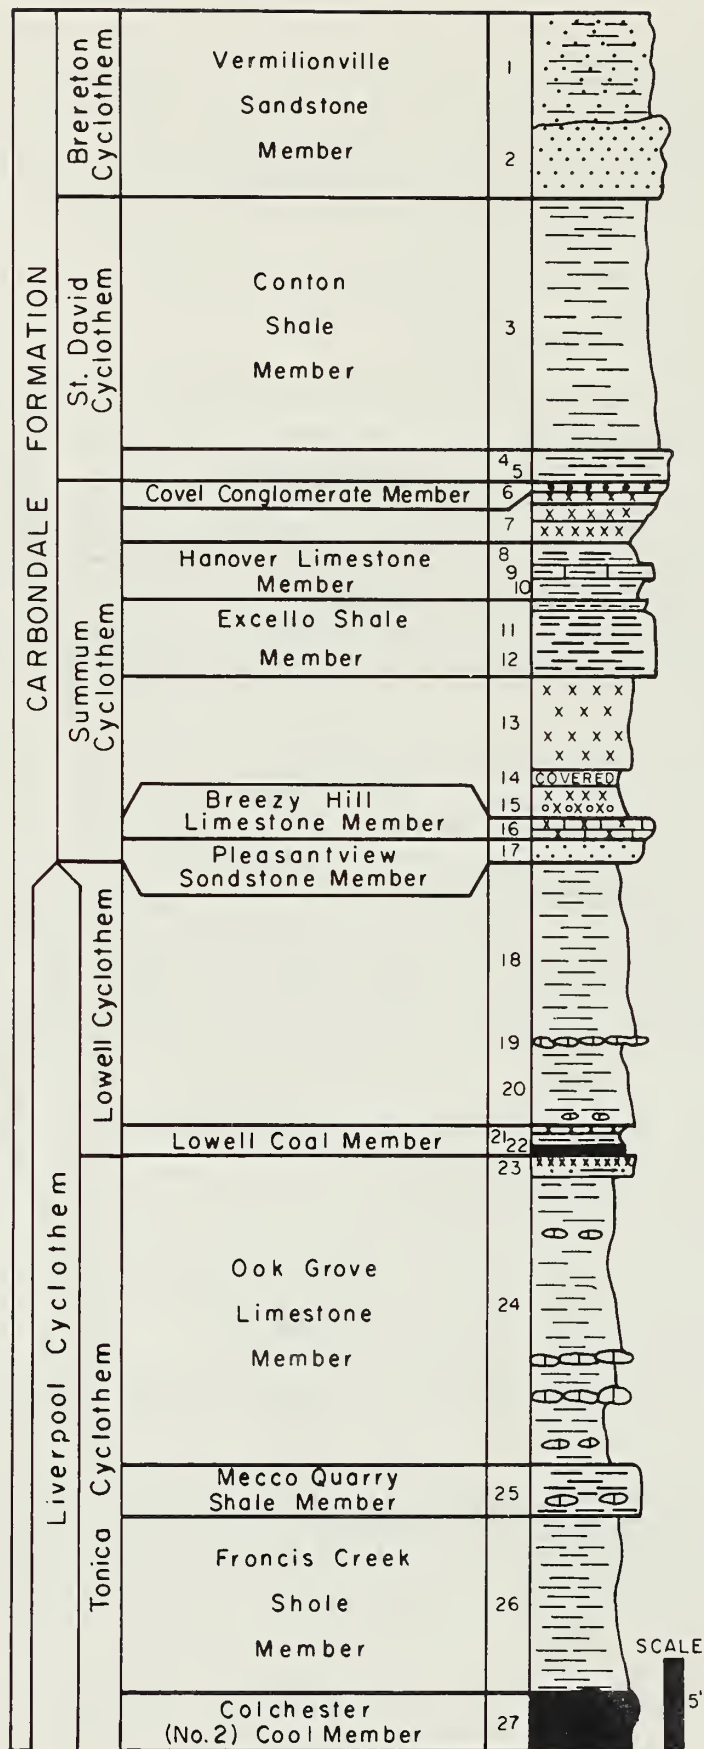 CARBONDALE FORMATION
Brereton
Cyclothem
Vermilionville
Sandstone
Member
1
2
St. David
Cyclothem
Conton
Shale
Member
3
4
5
Summum
Cyclothem
Covel Conglomerate Member
6
7
Hanover Limestone
Member
8
9
10
Excello Shale
Member
11
12
13
14
COVERED
15
Breezy Hill
Limestone Member
16
Pleasantview
Sondstone Member
17
Liverpool Cyclothem
Lowell Cyclothem
18
19
20
Lowell Coal Member
21
22
Tonica Cyclothem
23
Ook Grove
Limestone
Member
24
Mecco Quarry
Shale Member
25
Froncis Creek
Shole
Member
26
Colchester
(No. 2) Cool Member
27
SCALE
5'